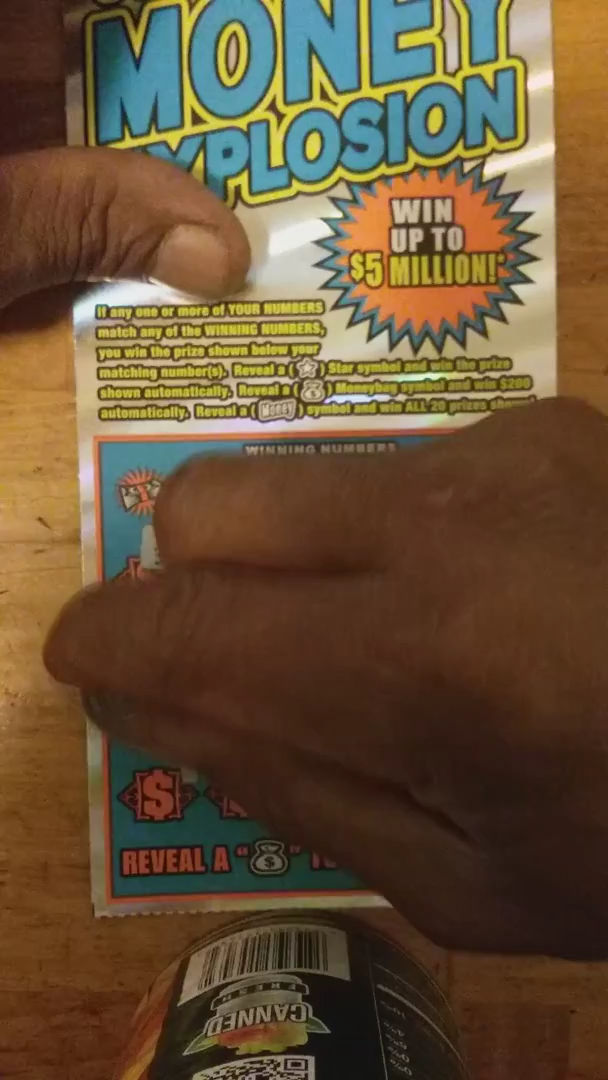 MONEY
EXPLOSION
WIN
UP TO
$5 MILLION!*
If any one or more of YOUR NUMBERS
match any of the WINNING NUMBERS,
you win the prize shown below your
matching number(s). Reveal a ( ) Star symbol and win the prize
shown automatically. Reveal a ( $ ) Moneybag symbol and win $200
automatically. Reveal a ( Money ) symbol and win ALL 20 prizes shown!
WINNING NUMBERS
$
REVEAL A "$"
CANNED
FRESH